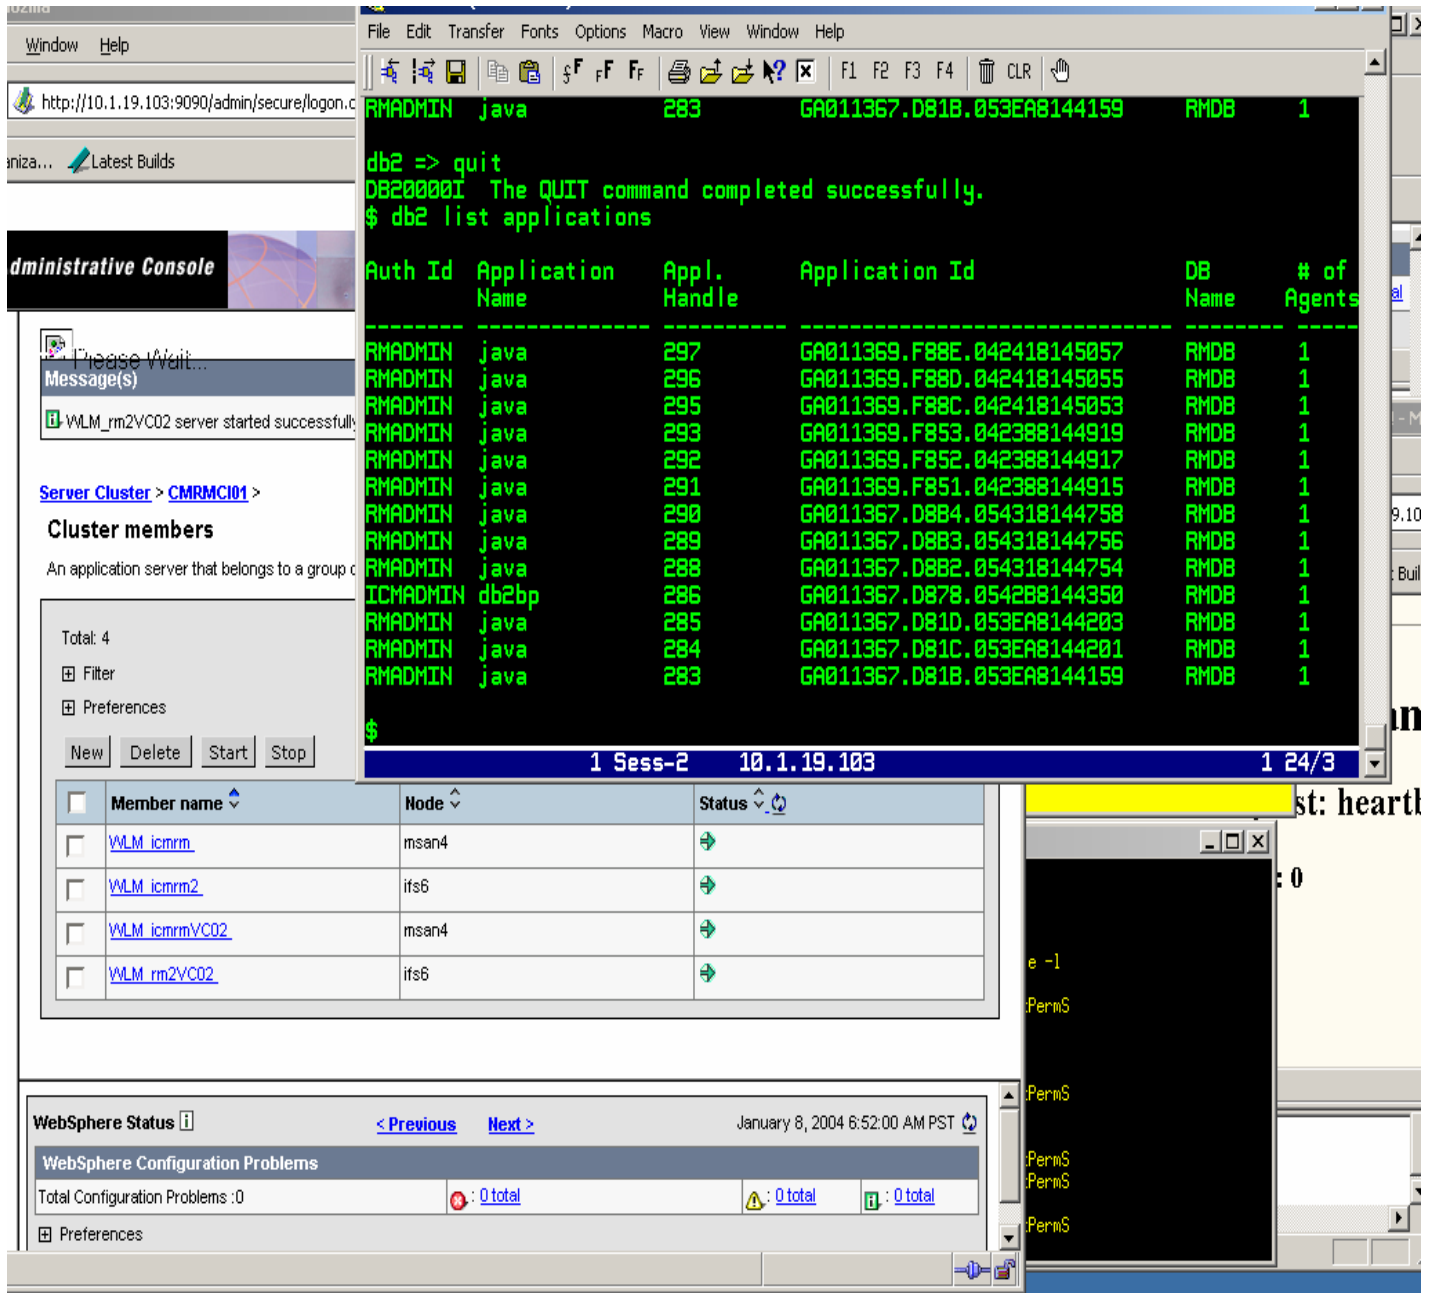 File Edit Transfer Fonts Options Macro View Window Help
F1 F2 F3 F4 CLR
RMADMIN java 283 GA011367.D81B.053EA8144159 RMDB 1
db2 => quit
DB20000I The QUIT command completed successfully.
$ db2 list applications
Auth Id Application Appl. Application Id DB # of
Name Handle Name Agents
-------- -------------- ---------- ------------------------------ -------- -----
RMADMIN java 297 GA011369.F88E.042418145057 RMDB 1
RMADMIN java 296 GA011369.F88D.042418145055 RMDB 1
RMADMIN java 295 GA011369.F88C.042418145053 RMDB 1
RMADMIN java 293 GA011369.F853.042388144919 RMDB 1
RMADMIN java 292 GA011369.F852.042388144917 RMDB 1
RMADMIN java 291 GA011369.F851.042388144915 RMDB 1
RMADMIN java 290 GA011367.D8B4.054318144758 RMDB 1
RMADMIN java 289 GA011367.D8B3.054318144756 RMDB 1
RMADMIN java 288 GA011367.D8B2.054318144754 RMDB 1
ICMADMIN db2bp 286 GA011367.D878.0542B8144350 RMDB 1
RMADMIN java 285 GA011367.D81D.053EA8144203 RMDB 1
RMADMIN java 284 GA011367.D81C.053EA8144201 RMDB 1
RMADMIN java 283 GA011367.D81B.053EA8144159 RMDB 1
$
1 Sess-2 10.1.19.103 1 24/3
Window Help
http://10.1.19.103:9090/admin/secure/logon.
aniza... Latest Builds
dministrative Console
Please Wait...
Message(s)
WLM_rm2VC02 server started successfully
Server Cluster > CMRMCl01 >
Cluster members
An application server that belongs to a group
Total: 4
Filter
Preferences
New Delete Start Stop
Member name Node Status
WLM_icmrm msan4
WLM_icmrm2 ifs6
WLM_icmrmVC02 msan4
WLM_rm2VC02 ifs6
WebSphere Status < Previous Next > January 8, 2004 6:52:00 AM PST
WebSphere Configuration Problems
Total Configuration Problems :0 : 0 total : 0 total : 0 total
Preferences
al
- M
9.10
: Buil
st: heartb
: 0
e -l
:PermS
:PermS
:PermS
:PermS
:PermS